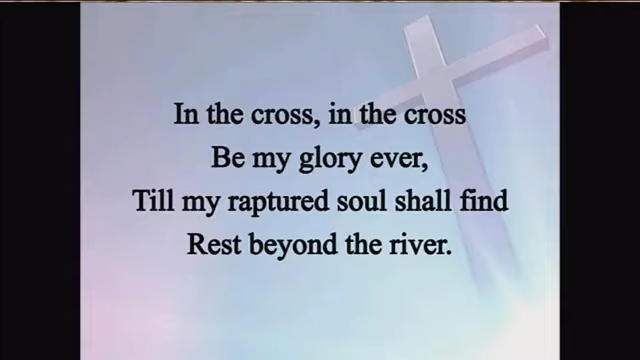 In the cross, in the cross
Be my glory ever,
Till my raptured soul shall find
Rest beyond the river.